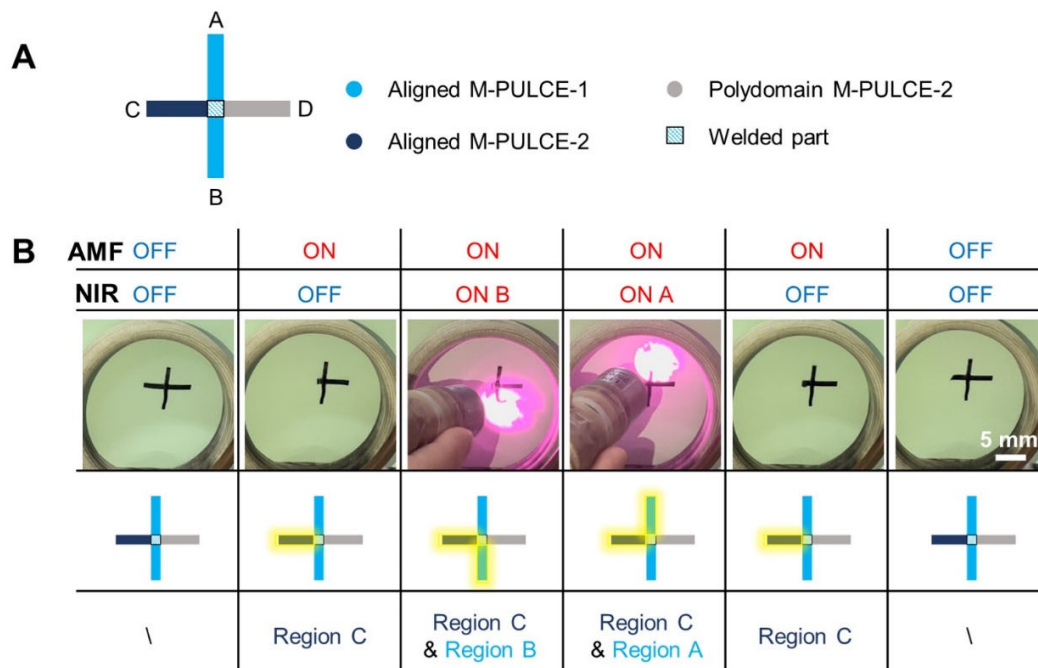 A
A
C
D
B
Aligned M-PULCE-1
Polydomain M-PULCE-2
Aligned M-PULCE-2
Welded part
B
AMF OFF ON ON ON ON OFF
NIR OFF OFF ON B ON A OFF OFF
5 mm
\ Region C Region C & Region B Region C & Region A Region C \